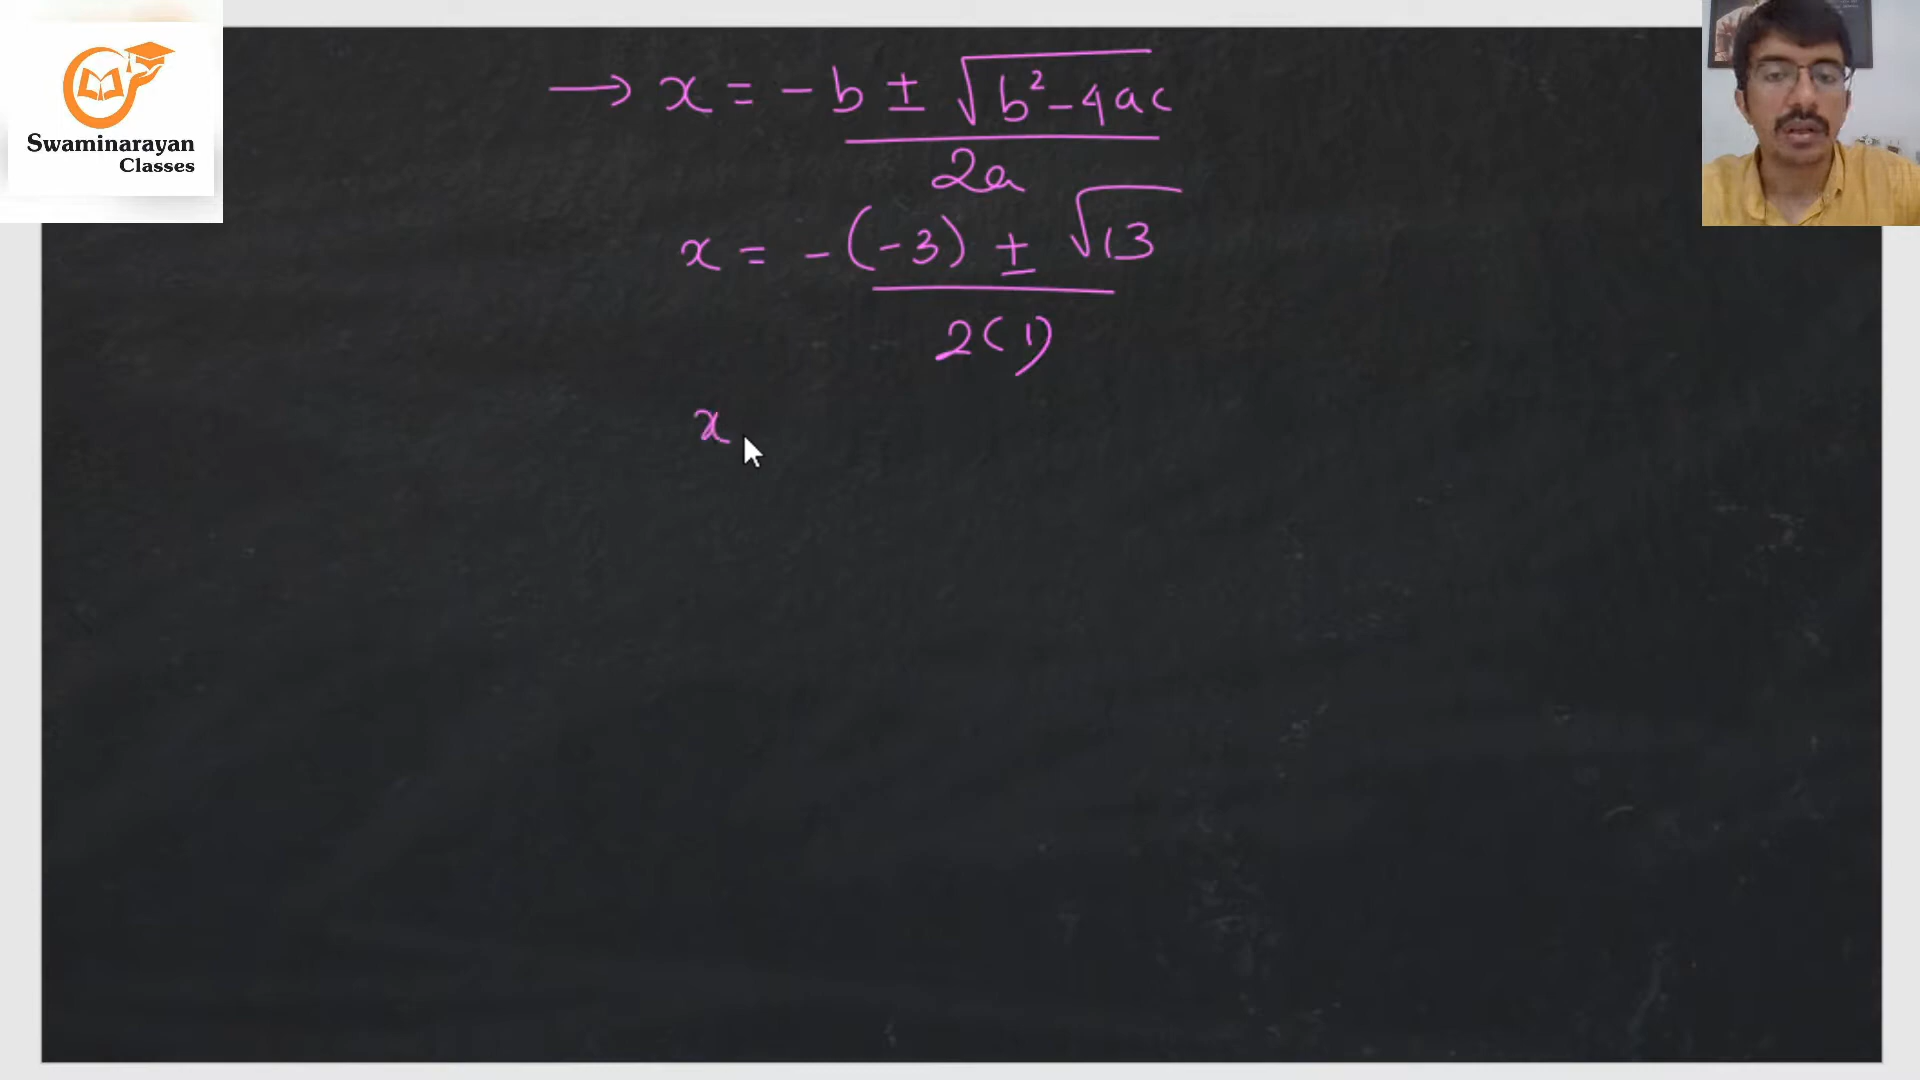 Swaminarayan
Classes
→ x = -b ± √b²-4ac
2a
x = -(-3) ± √13
2(1)
x